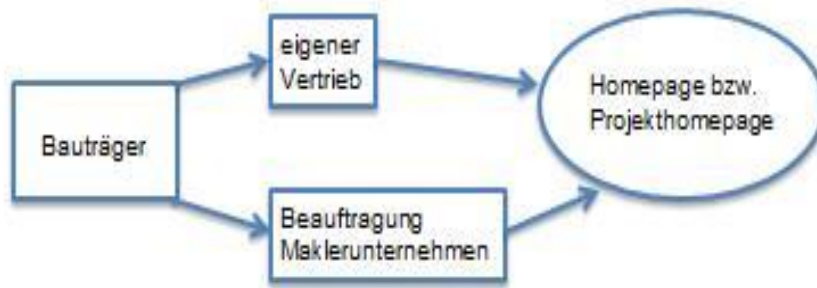 eigener
Vertrieb
Homepage bzw.
Projekthomepage
Bauträger
Beauftragung
Maklerunternehmen